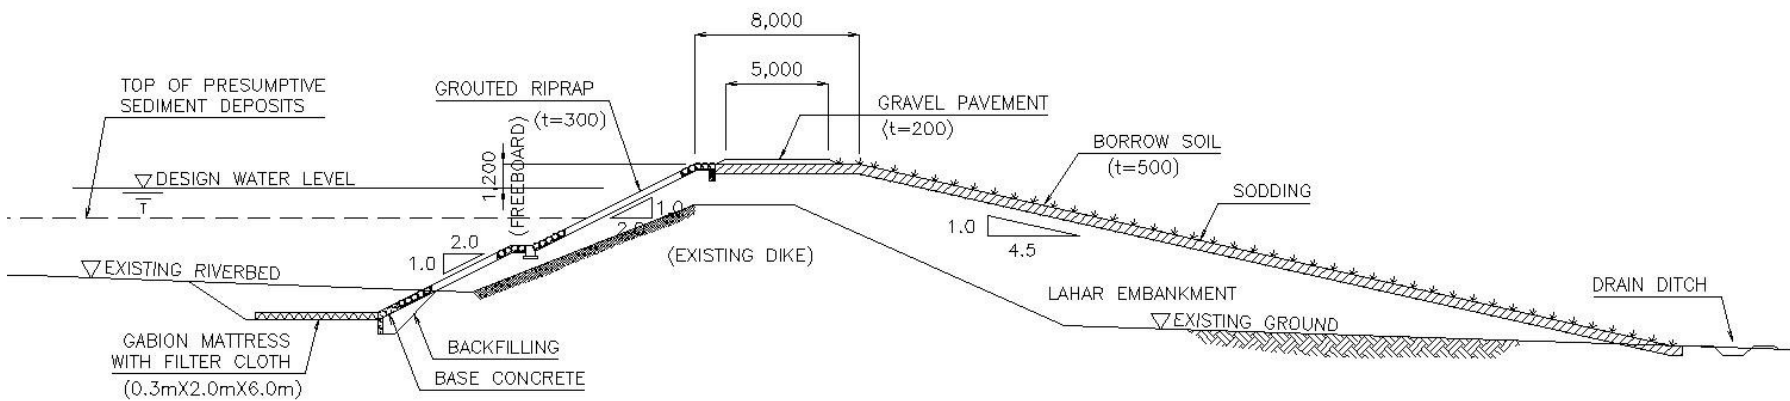 8,000
5,000
TOP OF PRESUMPTIVE
SEDIMENT DEPOSITS
GROUTED RIPRAP
(t=300)
GRAVEL PAVEMENT
(t=200)
BORROW SOIL
(t=500)
SODDING
1,200
(FREEBOARD)
DESIGN WATER LEVEL
1.0
2.0
2.0
1.0
1.0
4.5
(EXISTING DIKE)
EXISTING RIVERBED
LAHAR EMBANKMENT
DRAIN DITCH
EXISTING GROUND
GABION MATTRESS
WITH FILTER CLOTH
(0.3mX2.0mX6.0m)
BACKFILLING
BASE CONCRETE